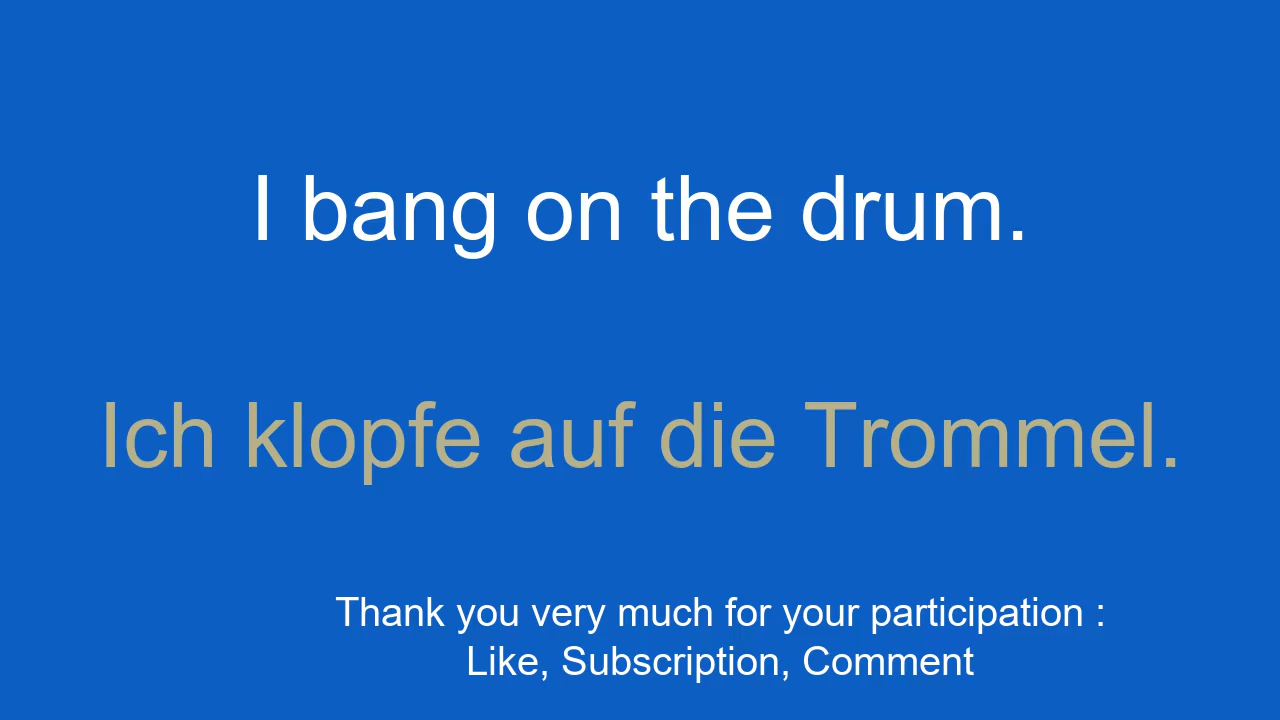 I bang on the drum.
Ich klopfe auf die Trommel.
Thank you very much for your participation :
Like, Subscription, Comment